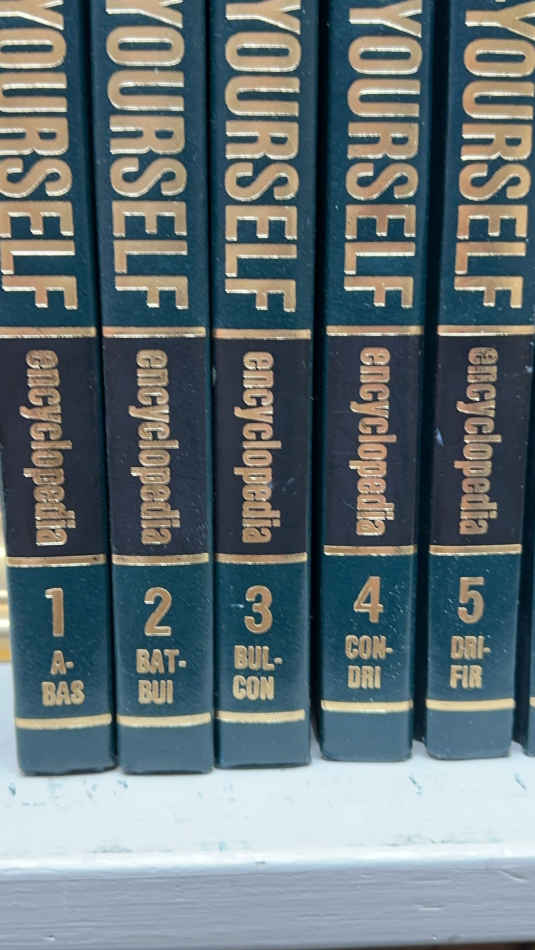 YOURSELF
encyclopedia
1
A-
BAS
YOURSELF
encyclopedia
2
BAT-
BUI
YOURSELF
encyclopedia
3
BUL-
CON
YOURSELF
encyclopedia
4
CON-
DRI
YOURSELF
encyclopedia
5
DRI-
FIR